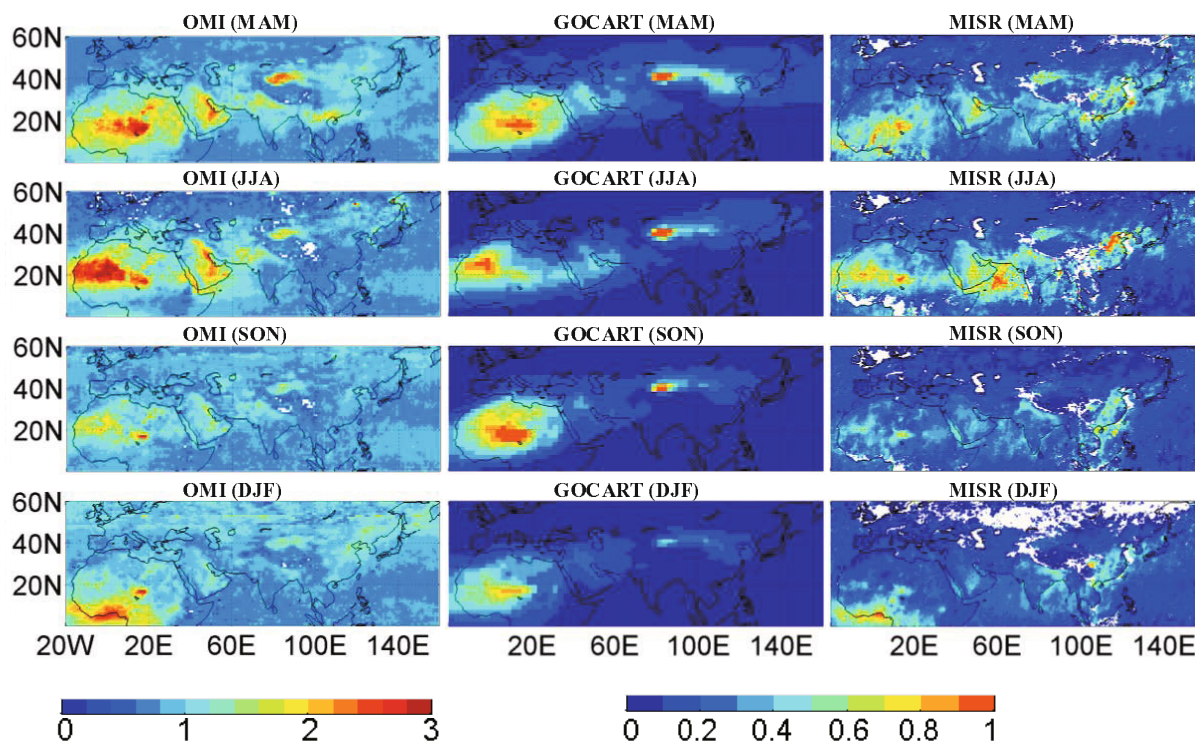 OMI (MAM) GOCART (MAM) MISR (MAM)
60N
40N
20N
OMI (JJA) GOCART (JJA) MISR (JJA)
60N
40N
20N
OMI (SON) GOCART (SON) MISR (SON)
60N
40N
20N
OMI (DJF) GOCART (DJF) MISR (DJF)
60N
40N
20N
20W 20E 60E 100E 140E 20E 60E 100E 140E 20E 60E 100E 140E
0 1 2 3 0 0.2 0.4 0.6 0.8 1